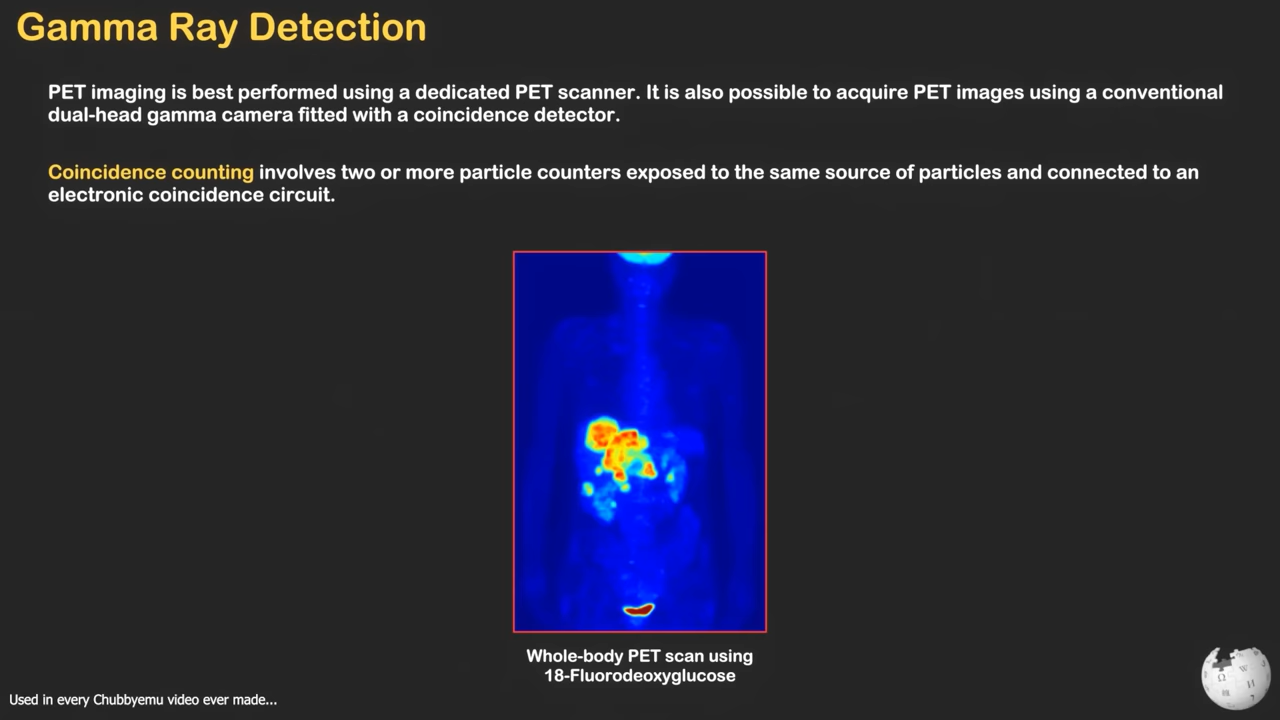 Gamma Ray Detection
PET imaging is best performed using a dedicated PET scanner. It is also possible to acquire PET images using a conventional
dual-head gamma camera fitted with a coincidence detector.
Coincidence counting involves two or more particle counters exposed to the same source of particles and connected to an
electronic coincidence circuit.
Whole-body PET scan using
18-Fluorodeoxyglucose
Used in every Chubbyemu video ever made...